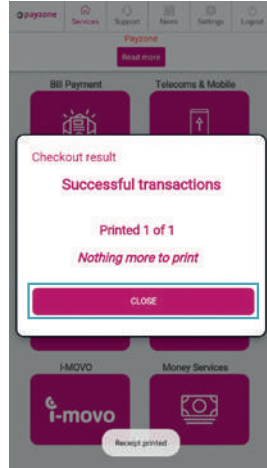 payzone
Services
Support
News
Settings
Logout
Payzone
Read more
Bill Payment
Telecoms & Mobile
Checkout result
Successful transactions
Printed 1 of 1
Nothing more to print
CLOSE
I-MOVO
Money Services
i-movo
Receipt printed